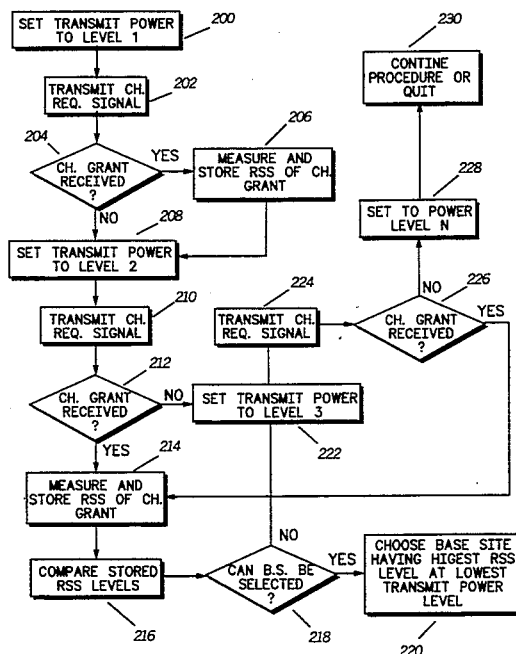 200
SET TRANSMIT POWER
TO LEVEL 1
202
TRANSMIT CH.
REQ. SIGNAL
204
CH. GRANT
RECEIVED
?
YES
NO
206
MEASURE AND
STORE RSS OF CH.
GRANT
208
SET TRANSMIT POWER
TO LEVEL 2
210
TRANSMIT CH.
REQ. SIGNAL
212
CH. GRANT
RECEIVED
?
NO
YES
214
MEASURE AND
STORE RSS OF CH.
GRANT
COMPARE STORED
RSS LEVELS
216
CAN B.S. BE
SELECTED
?
218
NO
YES
CHOOSE BASE SITE
HAVING HIGEST RSS
LEVEL AT LOWEST
TRANSMIT POWER
LEVEL
220
SET TRANSMIT POWER
TO LEVEL 3
222
224
TRANSMIT CH.
REQ. SIGNAL
226
CH. GRANT
RECEIVED
?
NO
YES
228
SET TO POWER
LEVEL N
230
CONTINE
PROCEDURE OR
QUIT